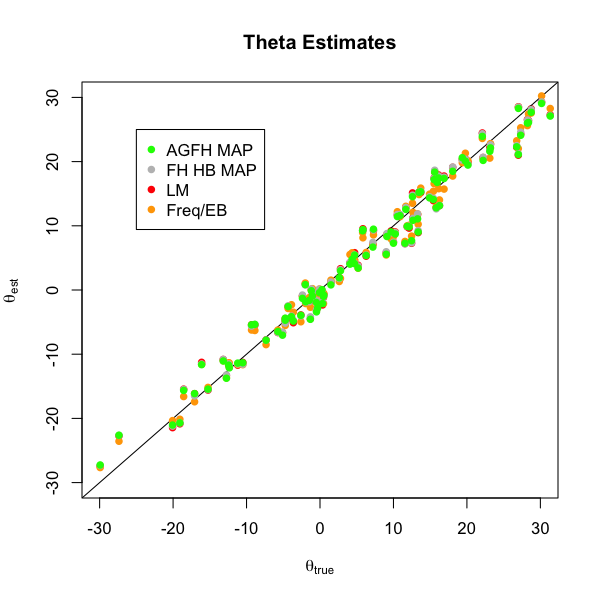 Theta Estimates
AGFH MAP
FH HB MAP
LM
Freq/EB
30
20
10
0
-10
-20
-30
θest
-30 -20 -10 0 10 20 30
θtrue